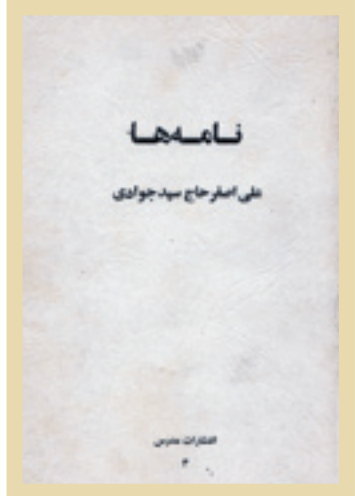 نامه‌ها
علی اصغر حاج سید جوادی
انتشارات مدرس
۴